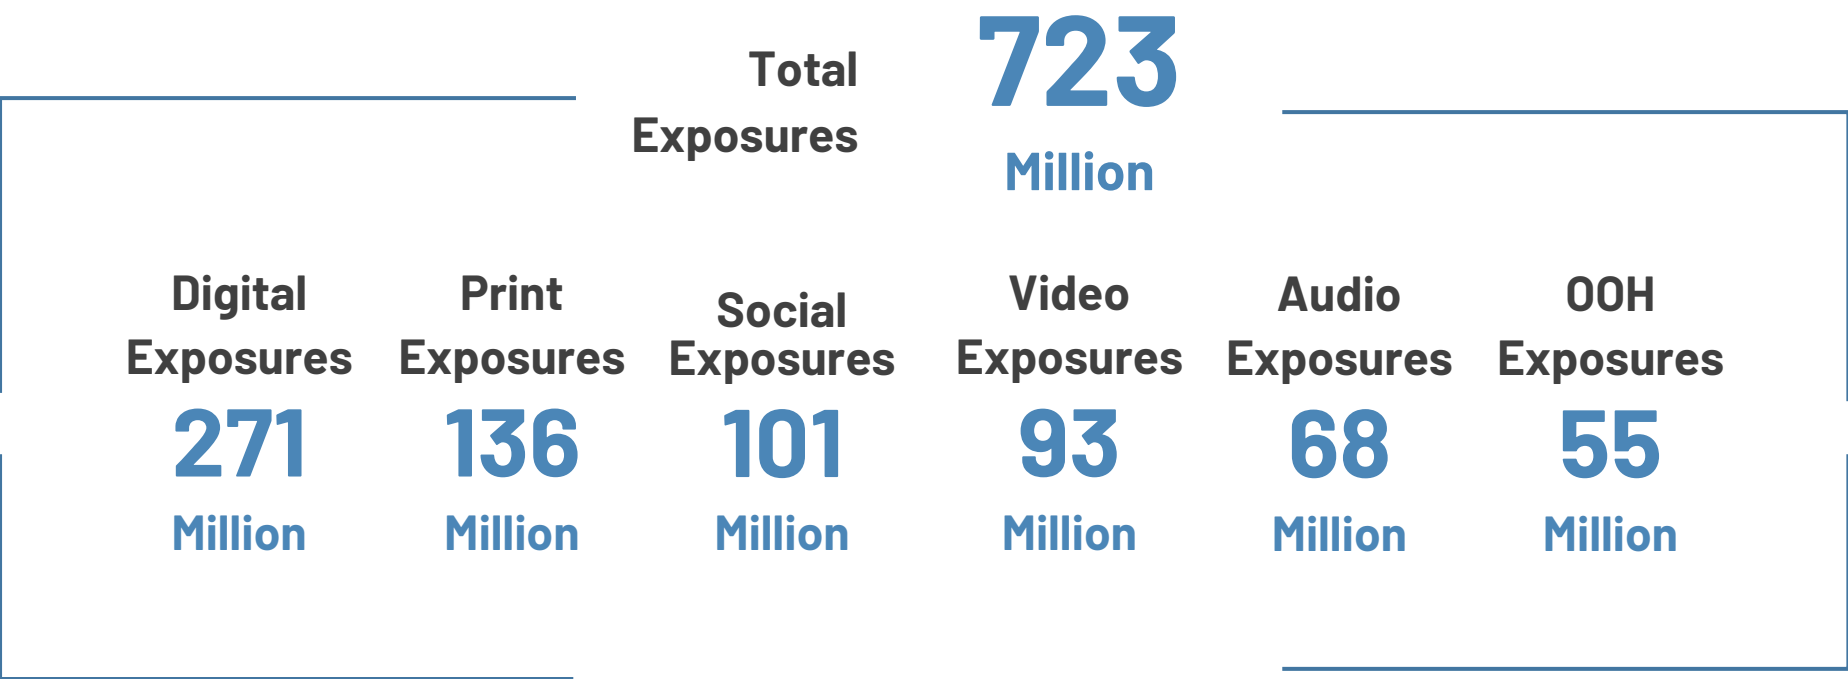 Total
Exposures
723
Million
Digital
Exposures
271
Million
Print
Exposures
136
Million
Social
Exposures
101
Million
Video
Exposures
93
Million
Audio
Exposures
68
Million
OOH
Exposures
55
Million